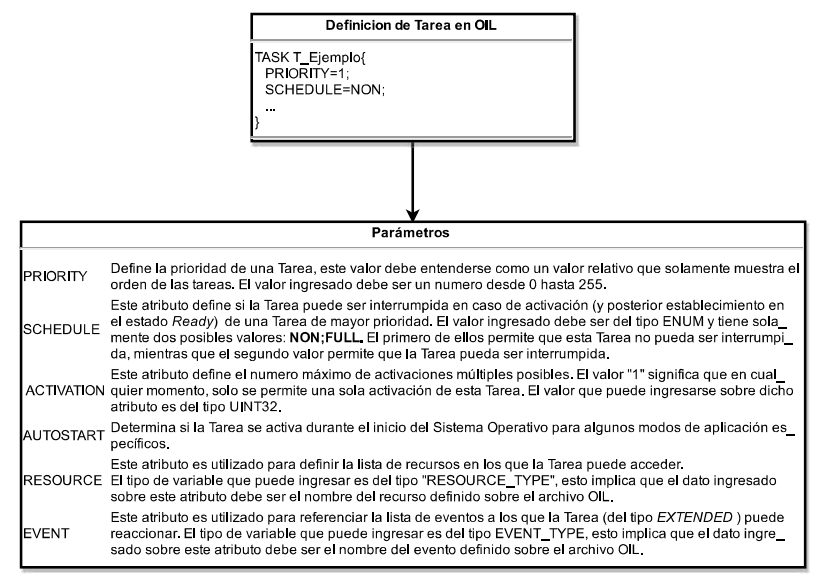 Definicion de Tarea en OIL
TASK T_Ejemplo{
PRIORITY=1;
SCHEDULE=NON;
...
}
Parámetros
PRIORITY
Define la prioridad de una Tarea, este valor debe entenderse como un valor relativo que solamente muestra el
orden de las tareas. El valor ingresado debe ser un numero desde 0 hasta 255.
SCHEDULE
Este atributo define si la Tarea puede ser interrumpida en caso de activación (y posterior establecimiento en
el estado Ready) de una Tarea de mayor prioridad. El valor ingresado debe ser del tipo ENUM y tiene sola_
mente dos posibles valores: NON;FULL. El primero de ellos permite que esta Tarea no pueda ser interrumpi_
da, mientras que el segundo valor permite que la Tarea pueda ser interrumpida.
ACTIVATION
Este atributo define el numero máximo de activaciones múltiples posibles. El valor "1" significa que en cual_
quier momento, solo se permite una sola activación de esta Tarea. El valor que puede ingresarse sobre dicho
atributo es del tipo UINT32.
AUTOSTART
Determina si la Tarea se activa durante el inicio del Sistema Operativo para algunos modos de aplicación es_
pecíficos.
RESOURCE
Este atributo es utilizado para definir la lista de recursos en los que la Tarea puede acceder.
El tipo de variable que puede ingresar es del tipo "RESOURCE_TYPE", esto implica que el dato ingresado
sobre este atributo debe ser el nombre del recurso definido sobre el archivo OIL.
EVENT
Este atributo es utilizado para referenciar la lista de eventos a los que la Tarea (del tipo EXTENDED ) puede
reaccionar. El tipo de variable que puede ingresar es del tipo EVENT_TYPE, esto implica que el dato ingre_
sado sobre este atributo debe ser el nombre del evento definido sobre el archivo OIL.